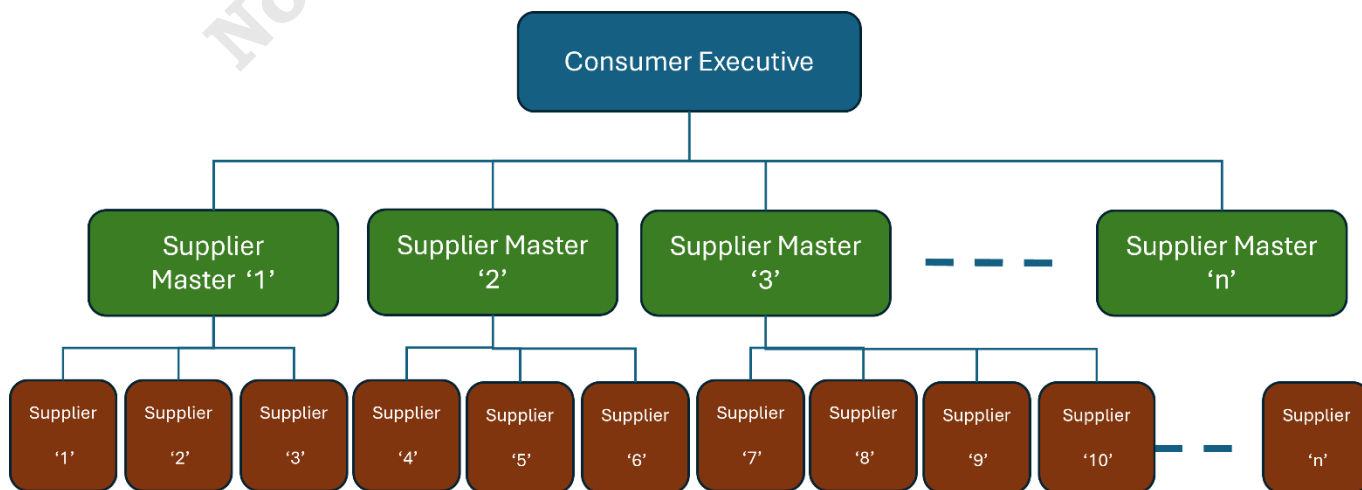 No
Consumer Executive
Supplier
Master ‘1’
Supplier Master
‘2’
Supplier Master
‘3’
Supplier Master
‘n’
Supplier
‘1’
Supplier
‘2’
Supplier
‘3’
Supplier
‘4’
Supplier
‘5’
Supplier
‘6’
Supplier
‘7’
Supplier
‘8’
Supplier
‘9’
Supplier
‘10’
Supplier
‘n’